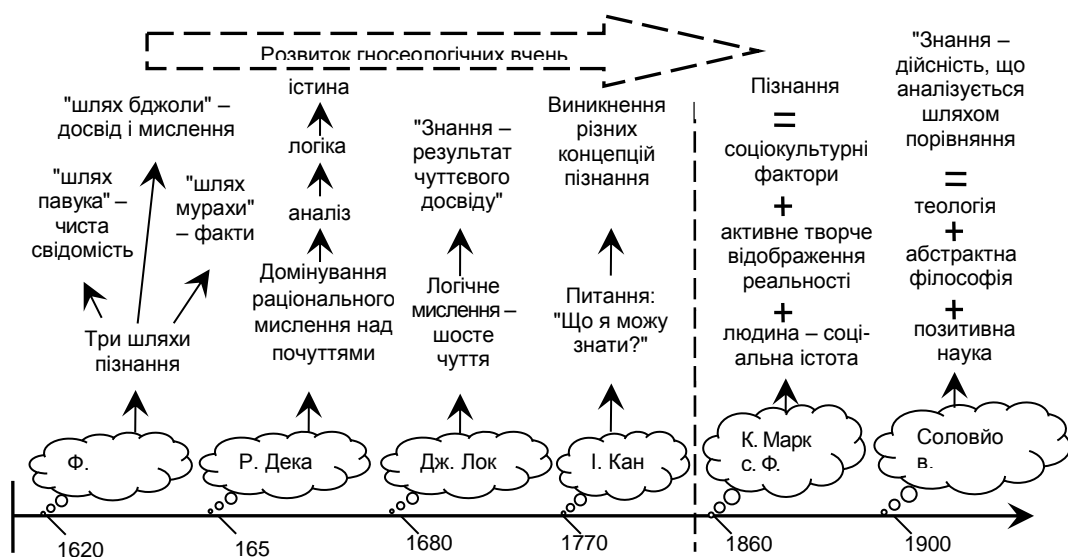 Розвиток гносеологічних вчень
"шлях бджоли" –
досвід і мислення
"шлях
павука" –
чиста
свідомість
"шлях
мурахи"
– факти
Три шляхи
пізнання
Ф.
1620
істина
логіка
аналіз
Домінування
раціонального
мислення над
почуттями
Р. Дека
165
"Знання –
результат
чуттєвого
досвіду"
Логічне
мислення –
шосте
чуття
Дж. Лок
1680
Виникнення
різних
концепцій
пізнання
Питання:
"Що я можу
знати?"
І. Кан
1770
Пізнання
=
соціокультурні
фактори
+
активне творче
відображення
реальності
+
людина – соці-
альна істота
К. Марк
с. Ф.
1860
"Знання –
дійсність, що
аналізується
шляхом
порівняння
=
теологія
+
абстрактна
філософія
+
позитивна
наука
Соловйо
в.
1900